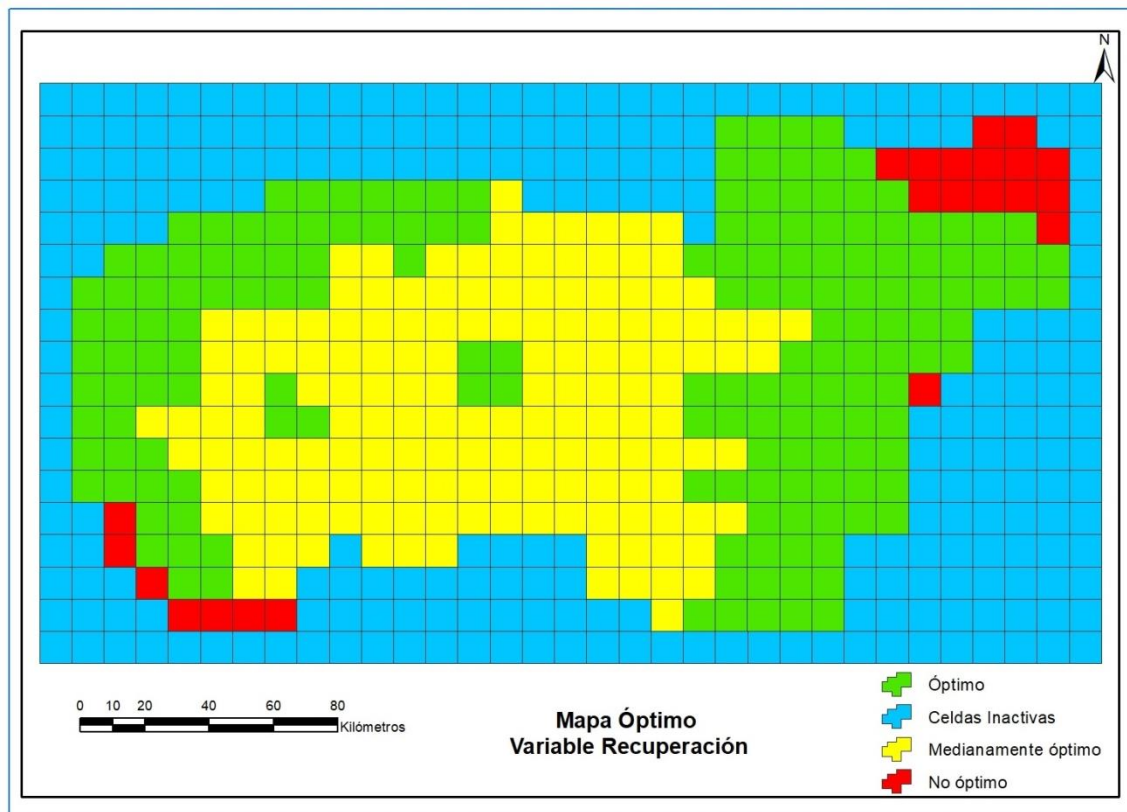 N
0 10 20 40 60 80
Kilómetros
Mapa Óptimo
Variable Recuperación
Óptimo
Celdas Inactivas
Medianamente óptimo
No óptimo